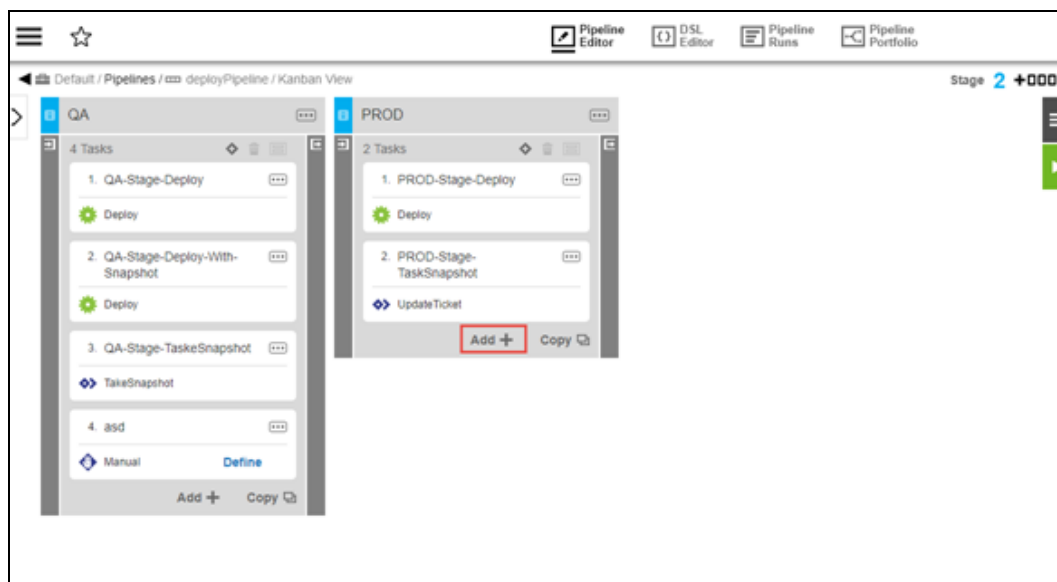 Pipeline Editor
DSL Editor
Pipeline Runs
Pipeline Portfolio
Default / Pipelines / deployPipeline / Kanban View
Stage 2
QA
4 Tasks
1. QA-Stage-Deploy
Deploy
2. QA-Stage-Deploy-With-
Snapshot
Deploy
3. QA-Stage-TaskeSnapshot
TakeSnapshot
4. asd
Manual Define
Add Copy
PROD
2 Tasks
1. PROD-Stage-Deploy
Deploy
2. PROD-Stage-
TaskSnapshot
UpdateTicket
Add Copy